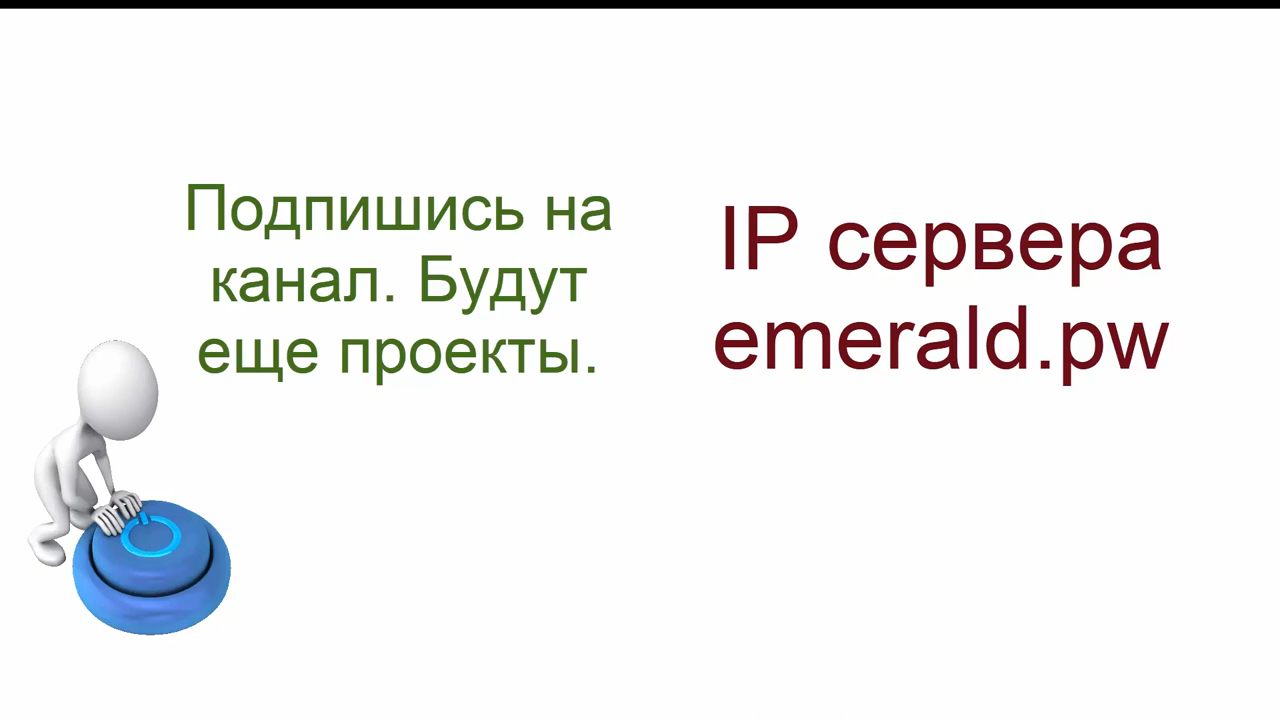 Подпишись на
канал. Будут
еще проекты.
IP сервера
emerald.pw